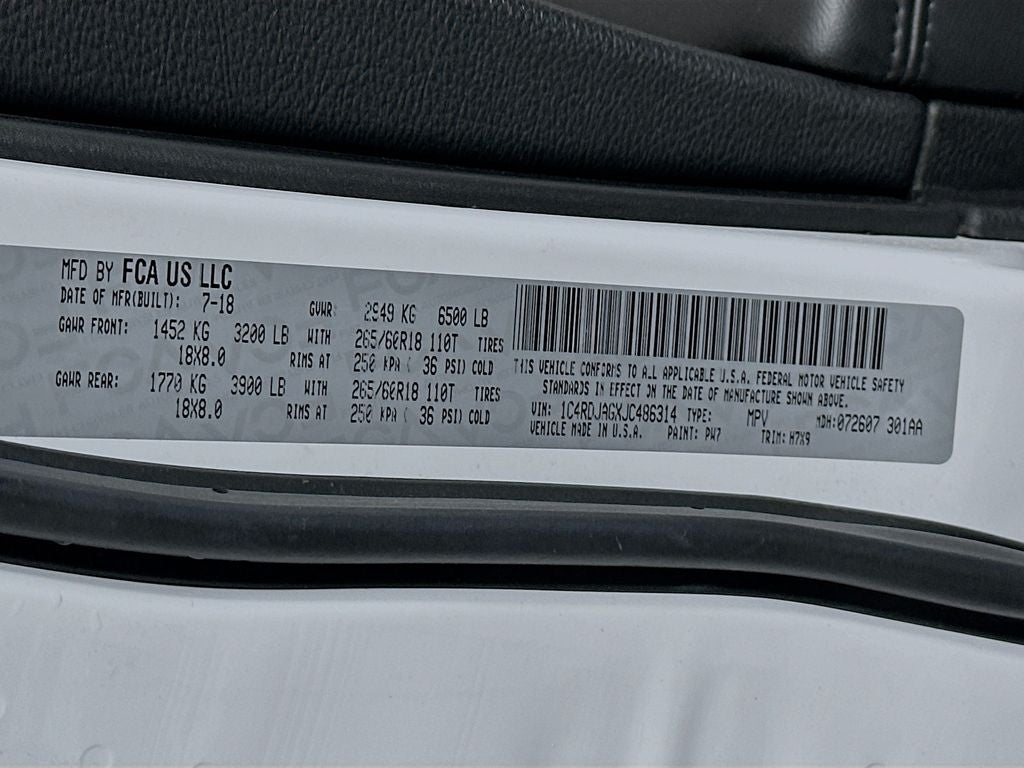 MFD BY FCA US LLC
DATE OF MFR(BUILT): 7-18 GVWR: 2949 KG 6500 LB
GAWR FRONT: 1452 KG 3200 LB WITH 265/60R18 110T TIRES
18X8.0 RIMS AT 250 KPA ( 36 PSI) COLD
GAWR REAR: 1770 KG 3900 LB WITH 265/60R18 110T TIRES
18X8.0 RIMS AT 250 KPA ( 36 PSI) COLD
THIS VEHICLE CONFORMS TO ALL APPLICABLE U.S.A. FEDERAL MOTOR VEHICLE SAFETY
STANDARDS IN EFFECT ON THE DATE OF MANUFACTURE SHOWN ABOVE.
VIN: 1C4RDJAGXJC486314 TYPE: MPV MDH:072607 301AA
VEHICLE MADE IN U.S.A. PAINT: PW7 TRIM: H7X9